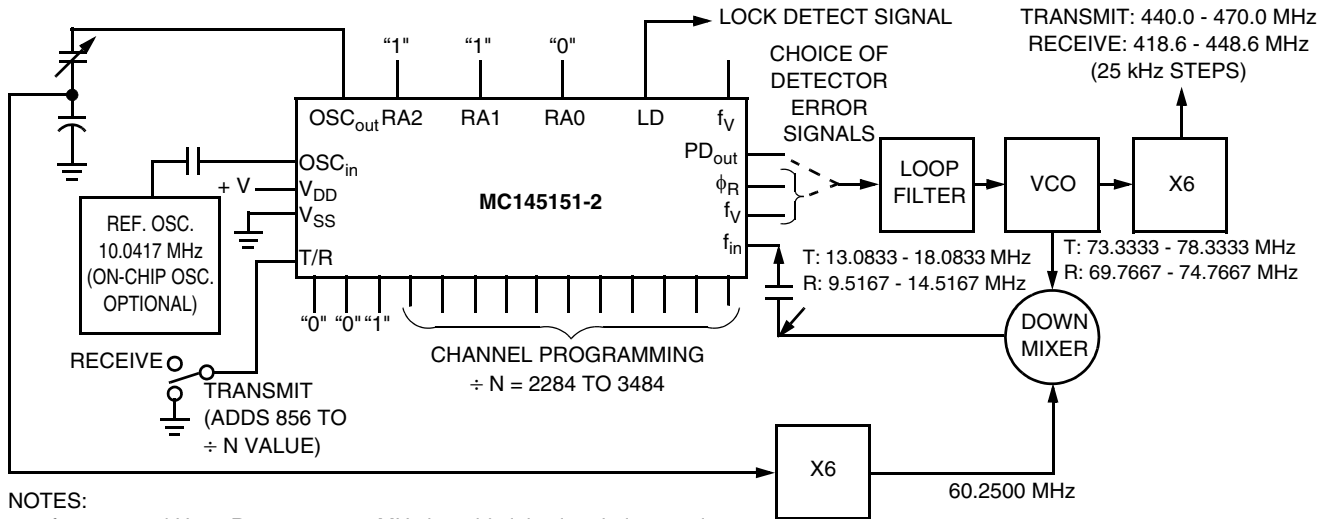 LOCK DETECT SIGNAL
TRANSMIT: 440.0 - 470.0 MHz
RECEIVE: 418.6 - 448.6 MHz
(25 kHz STEPS)
“1"
“1"
“0"
CHOICE OF
DETECTOR
ERROR
SIGNALS
OSCout
RA2
RA1
RA0
LD
fV
OSCin
VDD
VSS
T/R
+ V
MC145151-2
PDout
ϕR
fV
fin
REF. OSC.
10.0417 MHz
(ON-CHIP OSC.
OPTIONAL)
LOOP
FILTER
VCO
X6
T: 13.0833 - 18.0833 MHz
R: 9.5167 - 14.5167 MHz
T: 73.3333 - 78.3333 MHz
R: 69.7667 - 74.7667 MHz
“0"
“0"
“1"
DOWN
MIXER
CHANNEL PROGRAMMING
÷ N = 2284 TO 3484
RECEIVE
TRANSMIT
(ADDS 856 TO
÷ N VALUE)
X6
60.2500 MHz
NOTES: